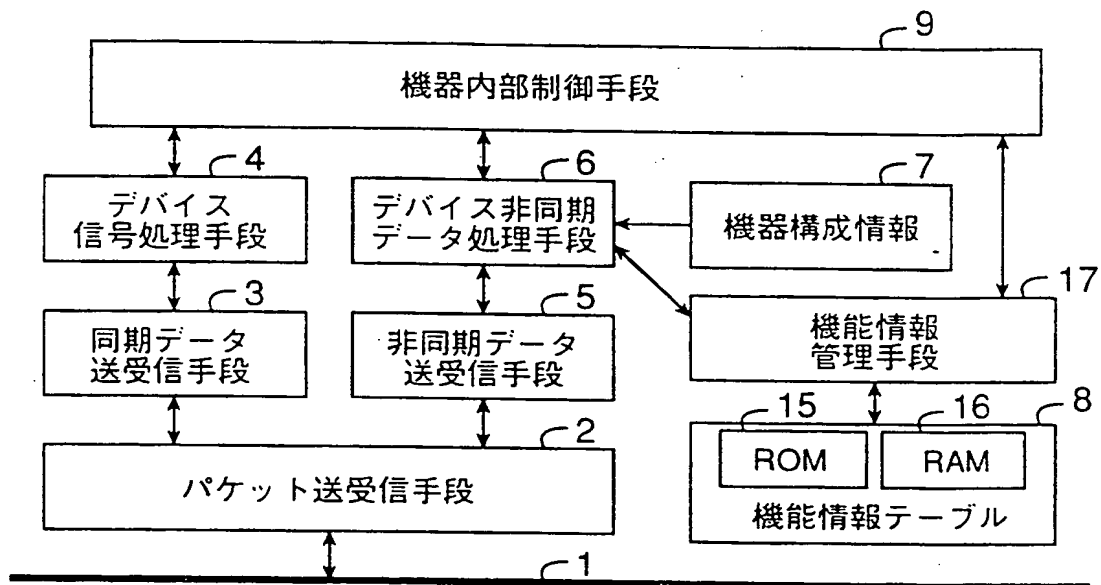 9
機器内部制御手段
4
デバイス
信号処理手段
6
デバイス非同期
データ処理手段
7
機器構成情報
3
同期データ
送受信手段
5
非同期データ
送受信手段
17
機能情報
管理手段
2
パケット送受信手段
15
ROM
16
RAM
8
機能情報テーブル
1